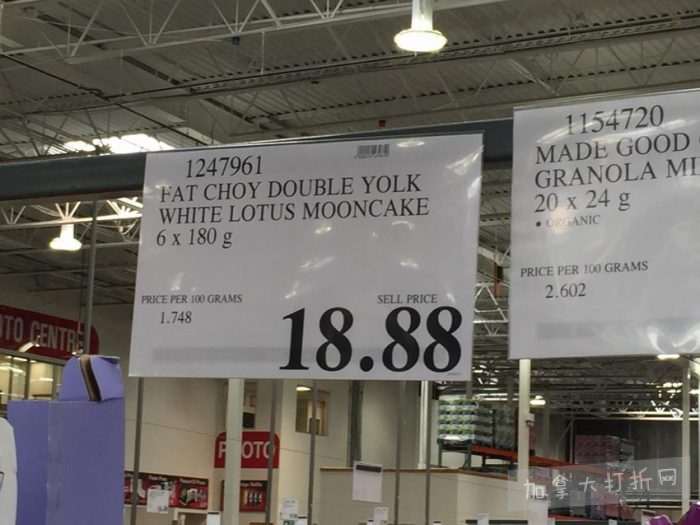 1247961
FAT CHOY DOUBLE YOLK
WHITE LOTUS MOONCAKE
6 x 180 g
PRICE PER 100 GRAMS
1.748
SELL PRICE
18.88
1154720
MADE GOOD
GRANOLA MI
20 x 24 g
• ORGANIC
PRICE PER 100 GRAMS
2.602
TO CENTRE
PHOTO
加拿大打折网